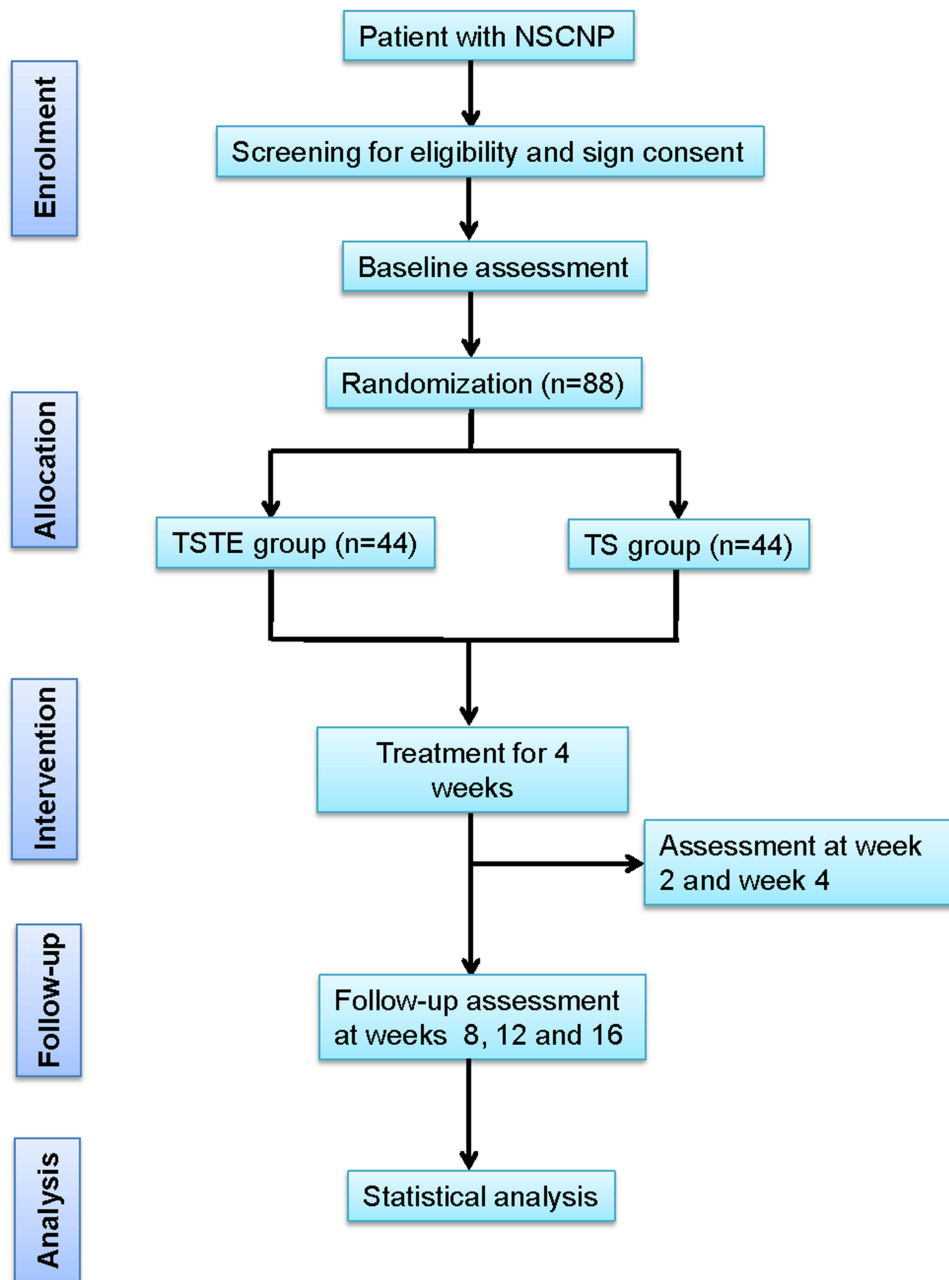 Patient with NSCNP
Enrolment
Screening for eligibility and sign consent
Baseline assessment
Randomization (n=88)
Allocation
TSTE group (n=44)
TS group (n=44)
Intervention
Treatment for 4
weeks
Assessment at week
2 and week 4
Follow-up
Follow-up assessment
at weeks 8, 12 and 16
Analysis
Statistical analysis